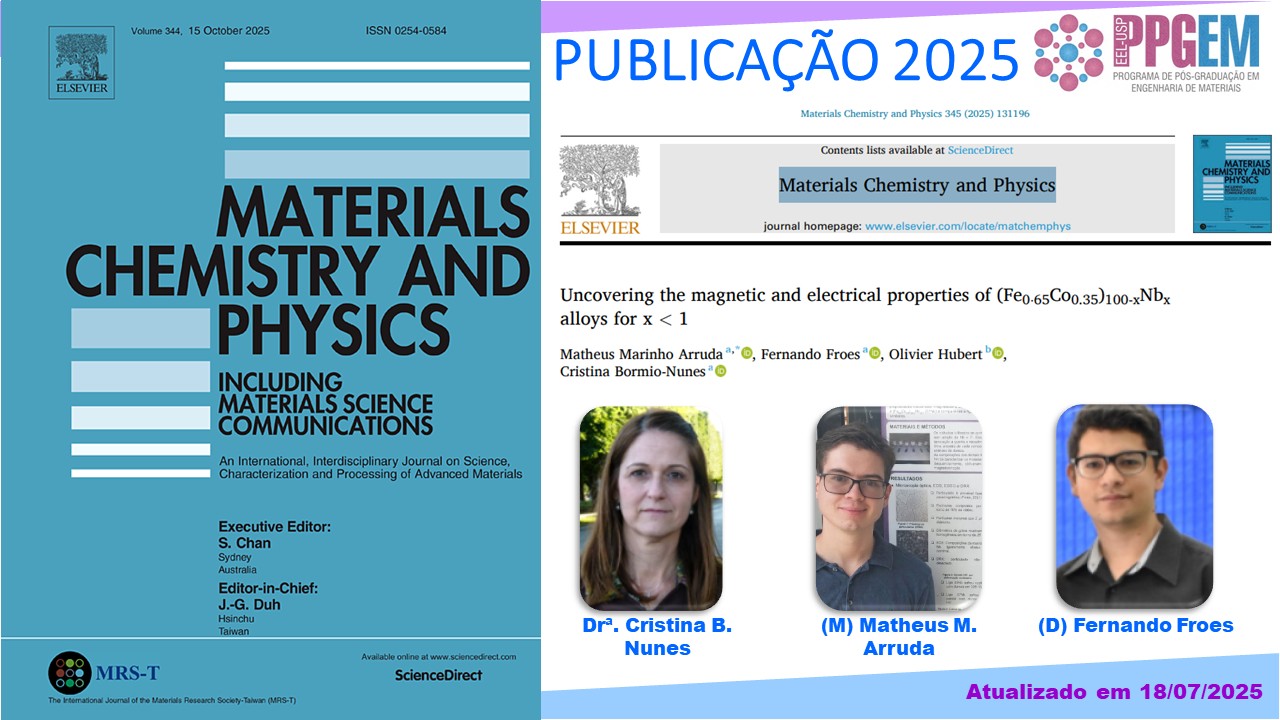 Volume 344, 15 October 2025
ISSN 0254-0584
ELSEVIER
MATERIALS
CHEMISTRY AND
PHYSICS
INCLUDING
MATERIALS SCIENCE
COMMUNICATIONS
An International, Interdisciplinary Journal on Science,
Characterization and Processing of Advanced Materials
Executive Editor:
S. Chan
Sydney
Australia
Editor-in-Chief:
J.-G. Duh
Hsinchu
Taiwan
MRS-T
Available online at www.sciencedirect.com
ScienceDirect
The International Journal of the Materials Research Society-Taiwan (MRS-T)
PUBLICAÇÃO 2025
EEL-USP
PPGEM
PROGRAMA DE PÓS-GRADUAÇÃO EM
ENGENHARIA DE MATERIAIS
Materials Chemistry and Physics 345 (2025) 131196
Contents lists available at ScienceDirect
Materials Chemistry and Physics
journal homepage: www.elsevier.com/locate/matchemphys
ELSEVIER
MATERIALS
CHEMISTRY AND
PHYSICS
Uncovering the magnetic and electrical properties of (Fe0·65Co0.35)100-xNbx
alloys for x < 1
Matheus Marinho Arruda a,* iD, Fernando Froes a iD, Olivier Hubert b iD,
Cristina Bormio-Nunes a iD
MATERIAIS E MÉTODOS
RESULTADOS
Drª. Cristina B.
Nunes
(M) Matheus M.
Arruda
(D) Fernando Froes
Atualizado em 18/07/2025